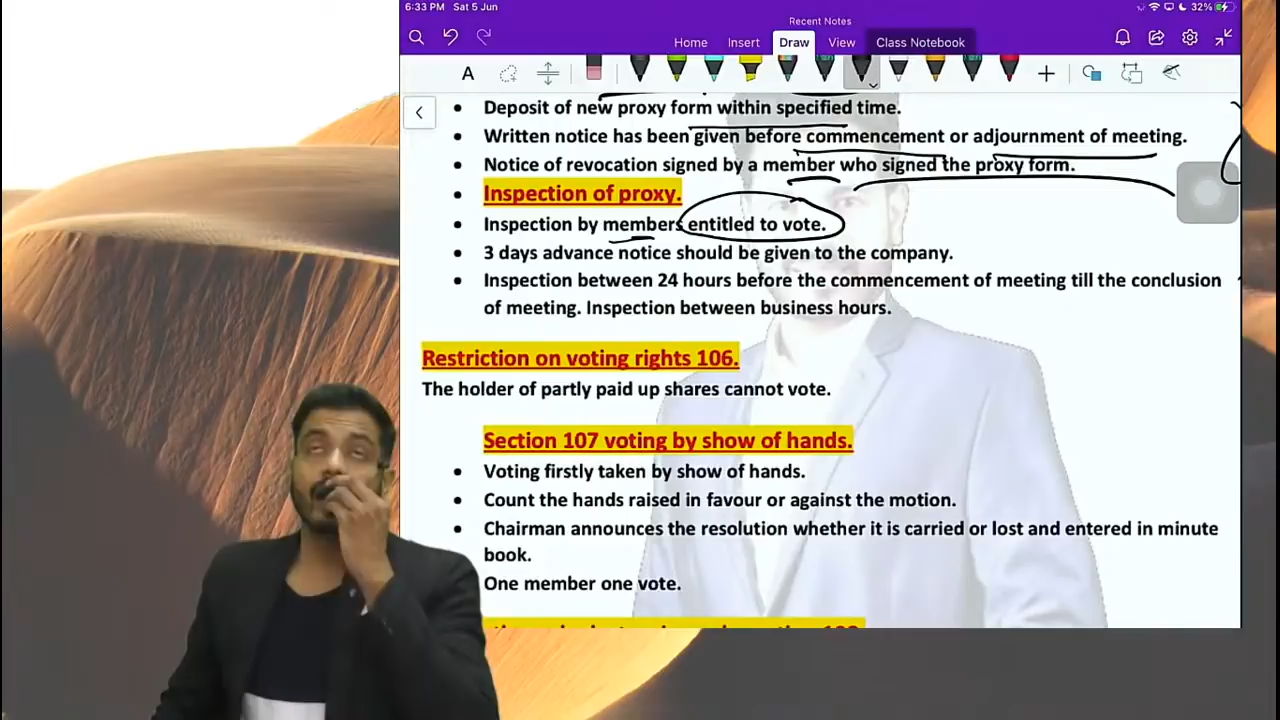 6:33 PM Sat 5 Jun
32%
Recent Notes
Home Insert Draw View Class Notebook
A
Deposit of new proxy form within specified time.
Written notice has been given before commencement or adjournment of meeting.
Notice of revocation signed by a member who signed the proxy form.
Inspection of proxy.
Inspection by members entitled to vote.
3 days advance notice should be given to the company.
Inspection between 24 hours before the commencement of meeting till the conclusion
of meeting. Inspection between business hours.
Restriction on voting rights 106.
The holder of partly paid up shares cannot vote.
Section 107 voting by show of hands.
Voting firstly taken by show of hands.
Count the hands raised in favour or against the motion.
Chairman announces the resolution whether it is carried or lost and entered in minute
book.
One member one vote.